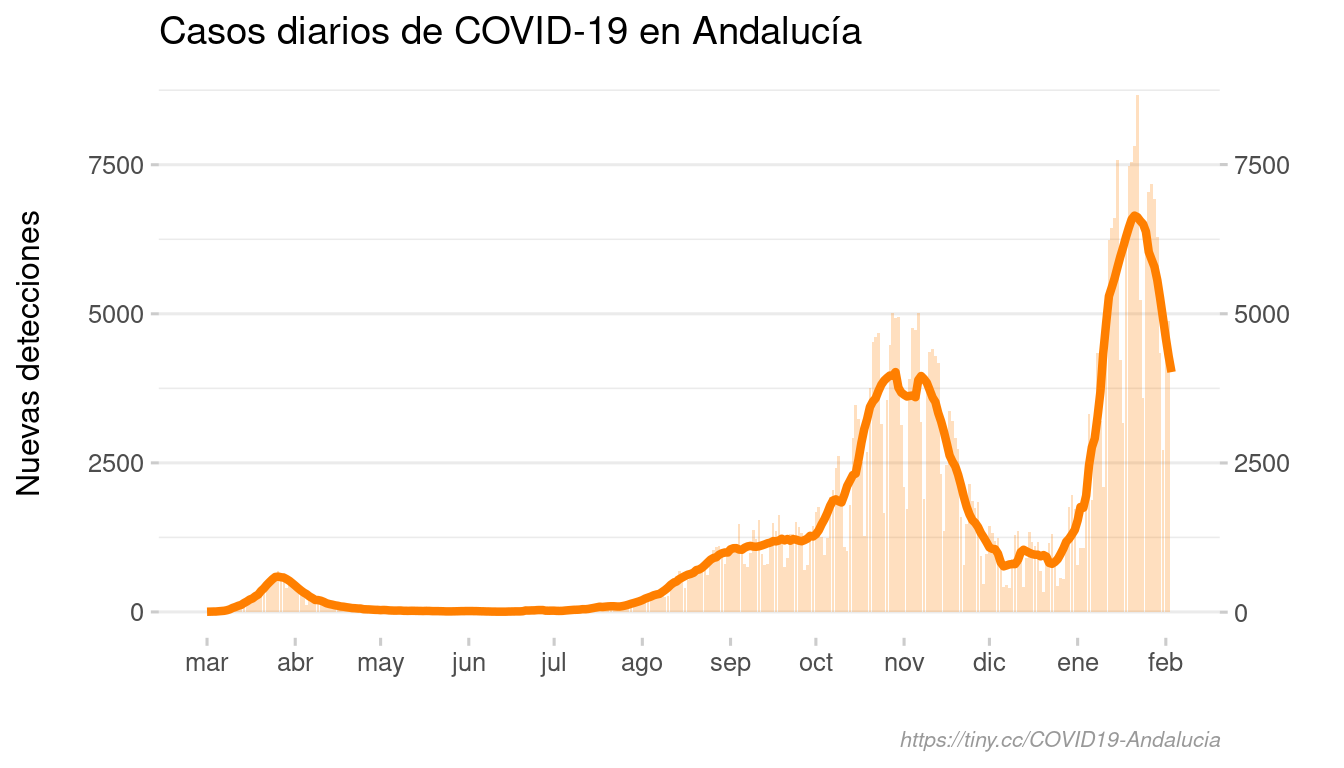 Casos diarios de COVID-19 en Andalucía
Nuevas detecciones
7500 7500
5000 5000
2500 2500
0 0
mar abr may jun jul ago sep oct nov dic ene feb
https://tiny.cc/COVID19-Andalucia